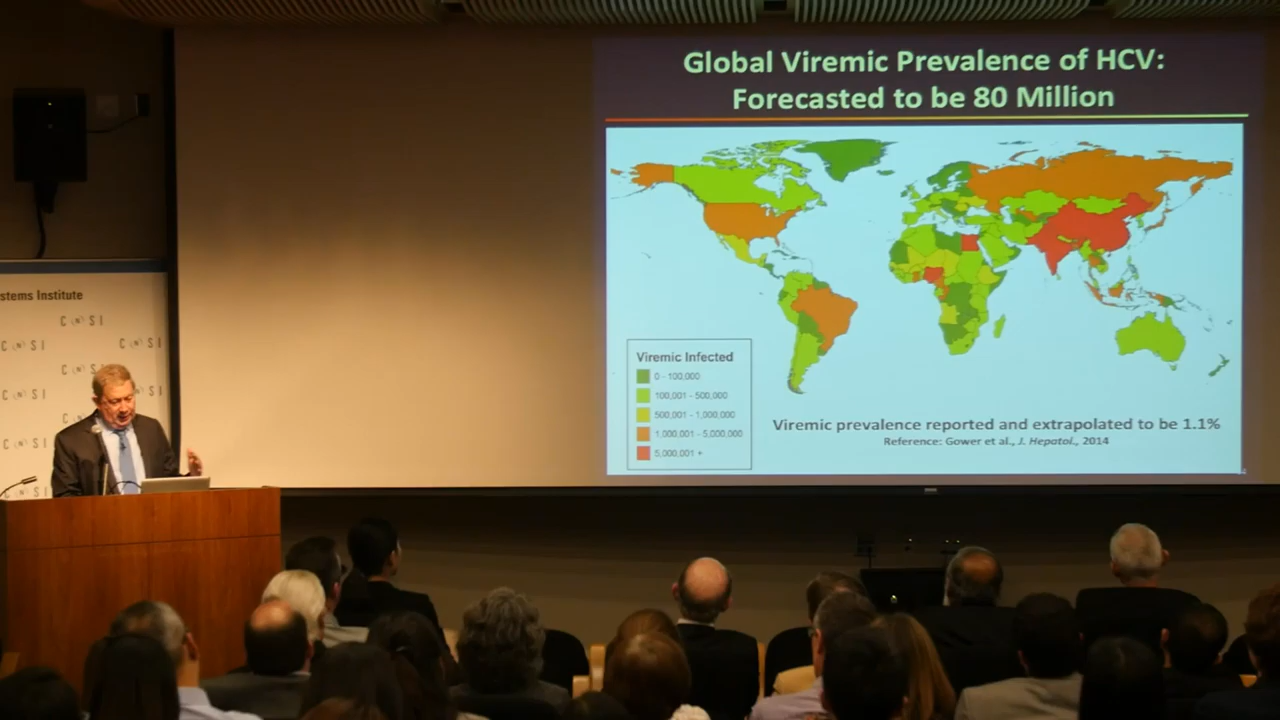 Global Viremic Prevalence of HCV:
Forecasted to be 80 Million
stems Institute
C N S I
C N S I
C N S I
Viremic Infected
0 - 100,000
100,001 - 500,000
500,001 - 1,000,000
1,000,001 - 5,000,000
5,000,001 +
Viremic prevalence reported and extrapolated to be 1.1%
Reference: Gower et al., J. Hepatol., 2014